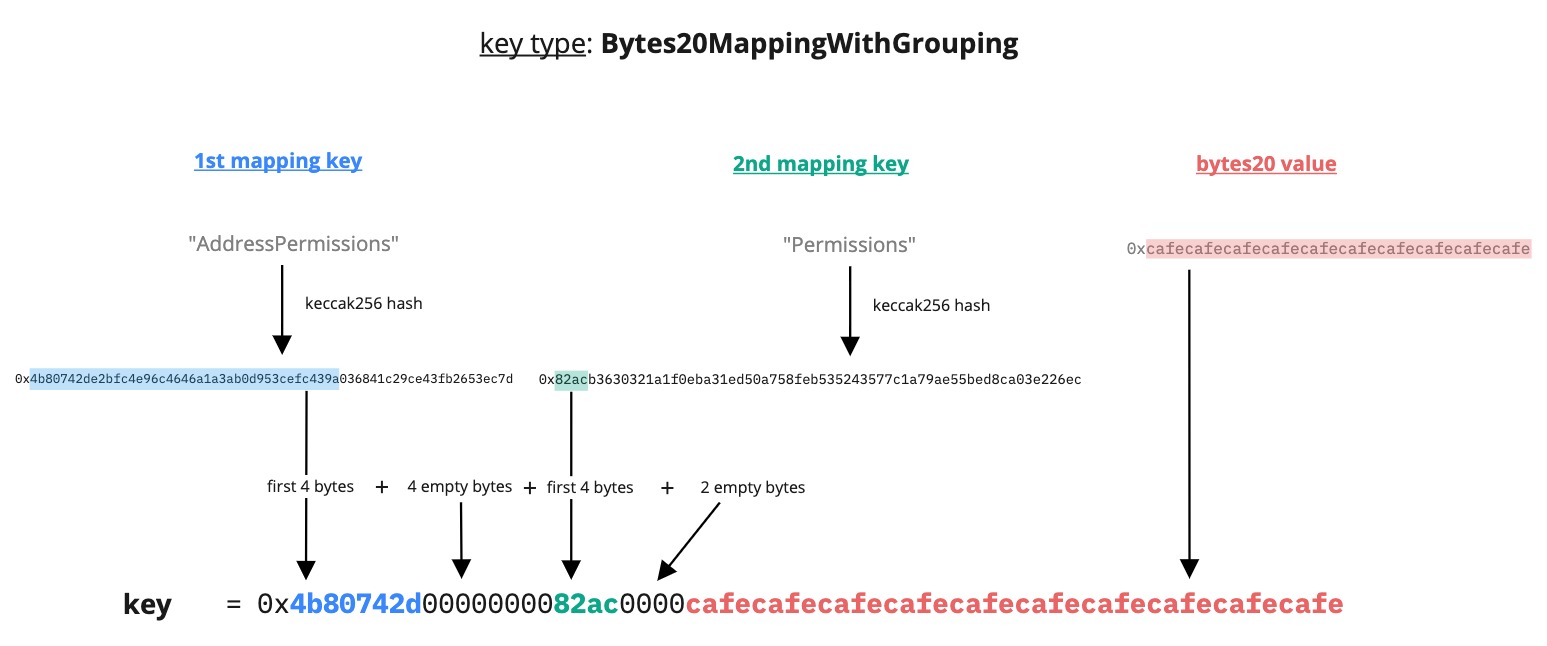 key type: Bytes20MappingWithGrouping
1st mapping key 2nd mapping key bytes20 value
"AddressPermissions" "Permissions" 0xcafecafecafecafecafecafecafecafecafecafe
keccak256 hash keccak256 hash
0x4b80742de2bfc4e96c4646a1a3ab0d953cefc439a036841c29ce43fb2653ec7d 0x82acb3630321a1f0eba31ed50a758feb535243577c1a79ae55bed8ca03e226ec
first 4 bytes + 4 empty bytes + first 4 bytes + 2 empty bytes
key = 0x4b80742d0000000082ac0000cafecafecafecafecafecafecafecafecafecafe